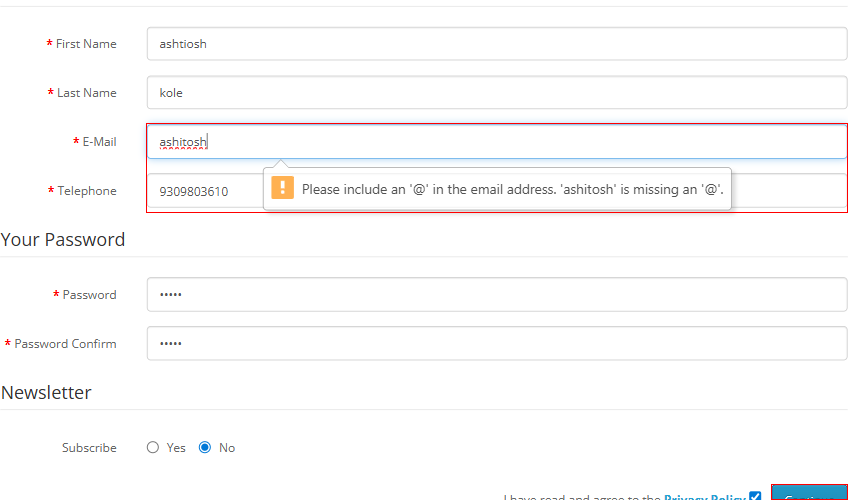 * First Name ashtiosh
* Last Name kole
* E-Mail ashitosh
! Please include an '@' in the email address. 'ashitosh' is missing an '@'.
* Telephone 9309803610
Your Password
* Password •••••
* Password Confirm •••••
Newsletter
Subscribe Yes No
I have read and agree to the Privacy Policy